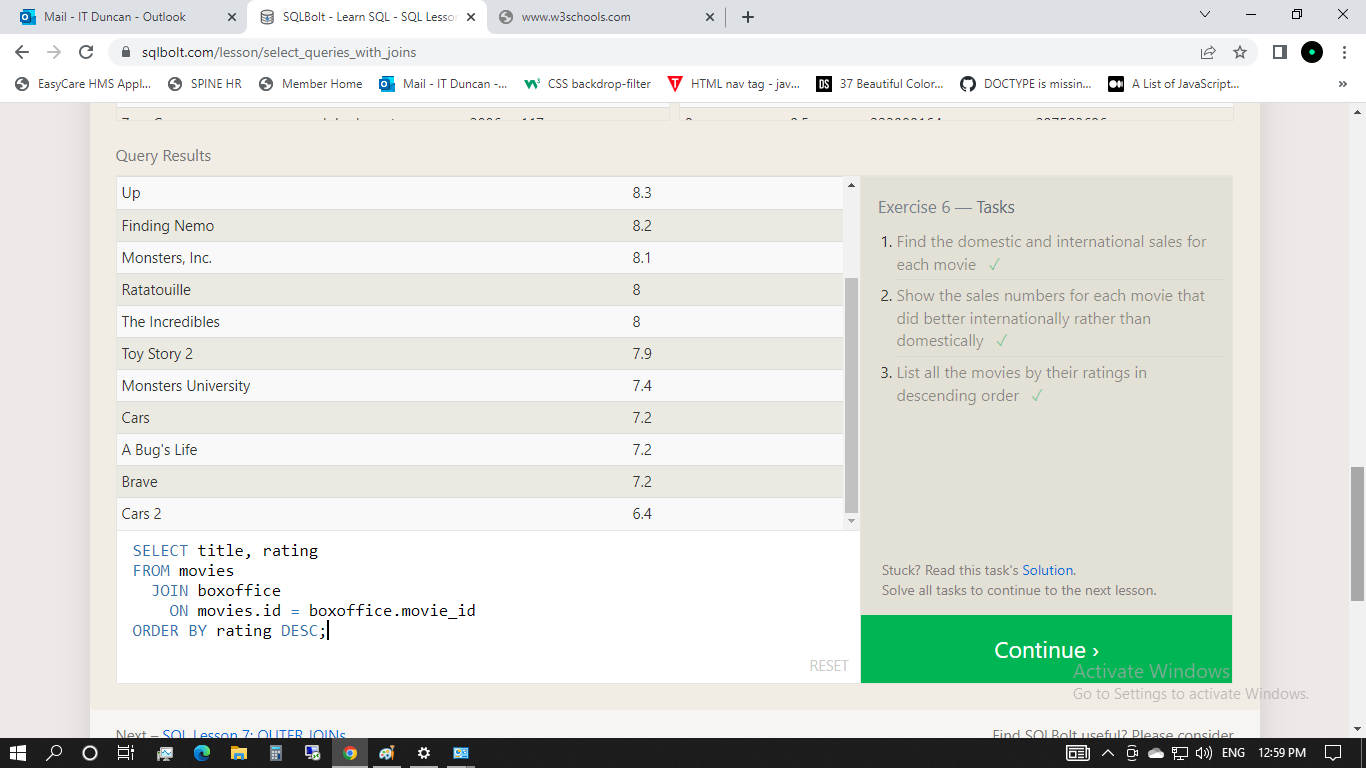 Mail - IT Duncan - Outlook
SQLBolt - Learn SQL - SQL Lesson
www.w3schools.com
sqlbolt.com/lesson/select_queries_with_joins
EasyCare HMS Appl...
SPINE HR
Member Home
Mail - IT Duncan -...
CSS backdrop-filter
HTML nav tag - jav...
DS
37 Beautiful Color...
DOCTYPE is missin...
A List of JavaScript...
»
Query Results
Up 8.3
Finding Nemo 8.2
Monsters, Inc. 8.1
Ratatouille 8
The Incredibles 8
Toy Story 2 7.9
Monsters University 7.4
Cars 7.2
A Bug's Life 7.2
Brave 7.2
Cars 2 6.4
SELECT title, rating
FROM movies
JOIN boxoffice
ON movies.id = boxoffice.movie_id
ORDER BY rating DESC;
RESET
Exercise 6 — Tasks
1. Find the domestic and international sales for
each movie ✓
2. Show the sales numbers for each movie that
did better internationally rather than
domestically ✓
3. List all the movies by their ratings in
descending order ✓
Stuck? Read this task's Solution.
Solve all tasks to continue to the next lesson.
Continue ›
Activate Windows
Go to Settings to activate Windows.
Next – SQL Lesson 7: OUTER JOINs
Find SQLBolt useful? Please consider
ENG
12:59 PM